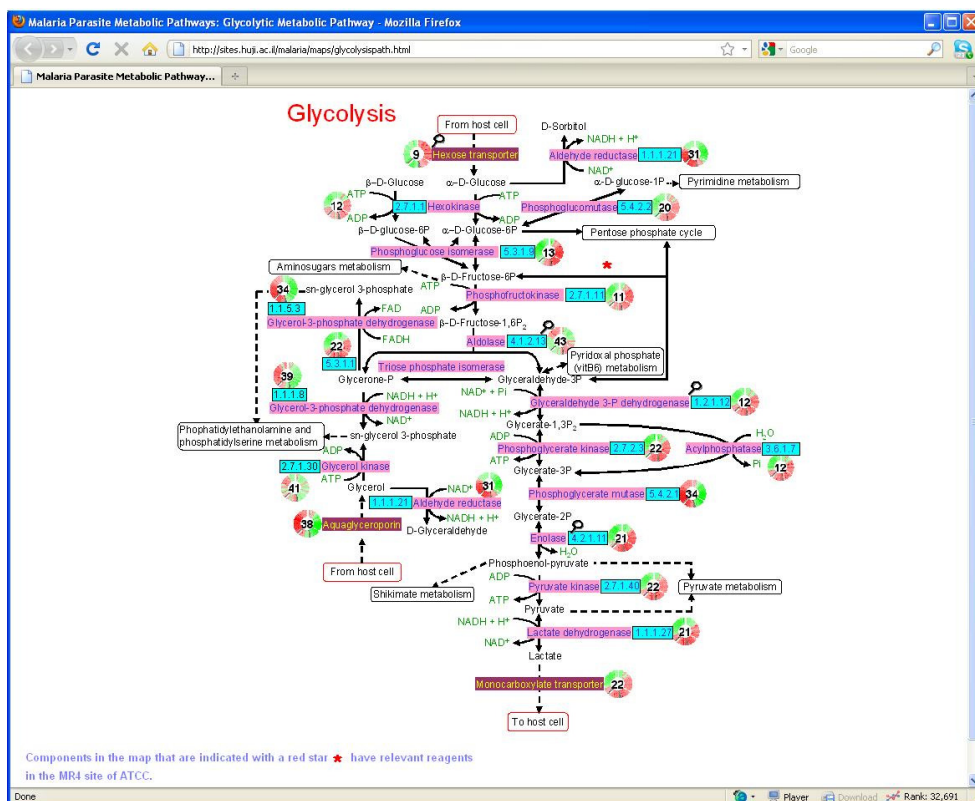 Malaria Parasite Metabolic Pathways: Glycolytic Metabolic Pathway - Mozilla Firefox
http://sites.huji.ac.il/malaria/maps/glycolysispath.html
Google
Malaria Parasite Metabolic Pathway...
Glycolysis
From host cell
D-Sorbitol
NADH + H⁺
9 Hexose transporter
Aldehyde reductase 1.1.1.21 31
NAD⁺
β-D-Glucose
α-D-Glucose
α-D-glucose-1P
Pyrimidine metabolism
ATP
ATP
12
2.7.1.1 Hexokinase
Phosphoglucomutase 5.4.2.2 20
ADP
ADP
β-D-glucose-6P
α-D-Glucose-6P
Pentose phosphate cycle
Phosphoglucose isomerase 5.3.1.9 13
Aminosugars metabolism
β-D-Fructose-6P
*
34 sn-glycerol 3-phosphate
ATP
Phosphofructokinase 2.7.1.11 11
1.1.5.3
FAD
ADP
Glycerol-3-phosphate dehydrogenase
β-D-Fructose-1,6P₂
FADH
Aldolase 4.1.2.13 43
22
5.3.1.1
Triose phosphate isomerase
Pyridoxal phosphate
(vitB6) metabolism
39
Glycerone-P
Glyceraldehyde-3P
1.1.1.8
NADH + H⁺
NAD⁺ + Pi
Glycerol-3-phosphate dehydrogenase
Glyceraldehyde 3-P dehydrogenase 1.2.1.12 12
NAD⁺
NADH + H⁺
Phophatidylethanolamine and
phosphatidylserine metabolism
sn-glycerol 3-phosphate
Glycerate-1,3P₂
ADP
ADP
H₂O
Phosphoglycerate kinase 2.7.2.3 22
Acylphosphatase 3.6.1.7
2.7.1.30 Glycerol kinase
ATP
Pi
ATP
Glycerate-3P
12
41
Glycerol
NAD⁺ 31
1.1.1.21 Aldehyde reductase
Phosphoglycerate mutase 5.4.2.1 34
NADH + H⁺
Glycerate-2P
38 Aquaglyceroporin
D-Glyceraldehyde
Enolase 4.2.1.11 21
H₂O
From host cell
Phosphoenol-pyruvate
ADP
Shikimate metabolism
Pyruvate kinase 2.7.1.40 22
Pyruvate metabolism
ATP
Pyruvate
NADH + H⁺
Lactate dehydrogenase 1.1.1.27 21
NAD⁺
Lactate
Monocarboxylate transporter 22
To host cell
Components in the map that are indicated with a red star * have relevant reagents
in the MR4 site of ATCC.
Done
Player
Download
Rank: 32,691